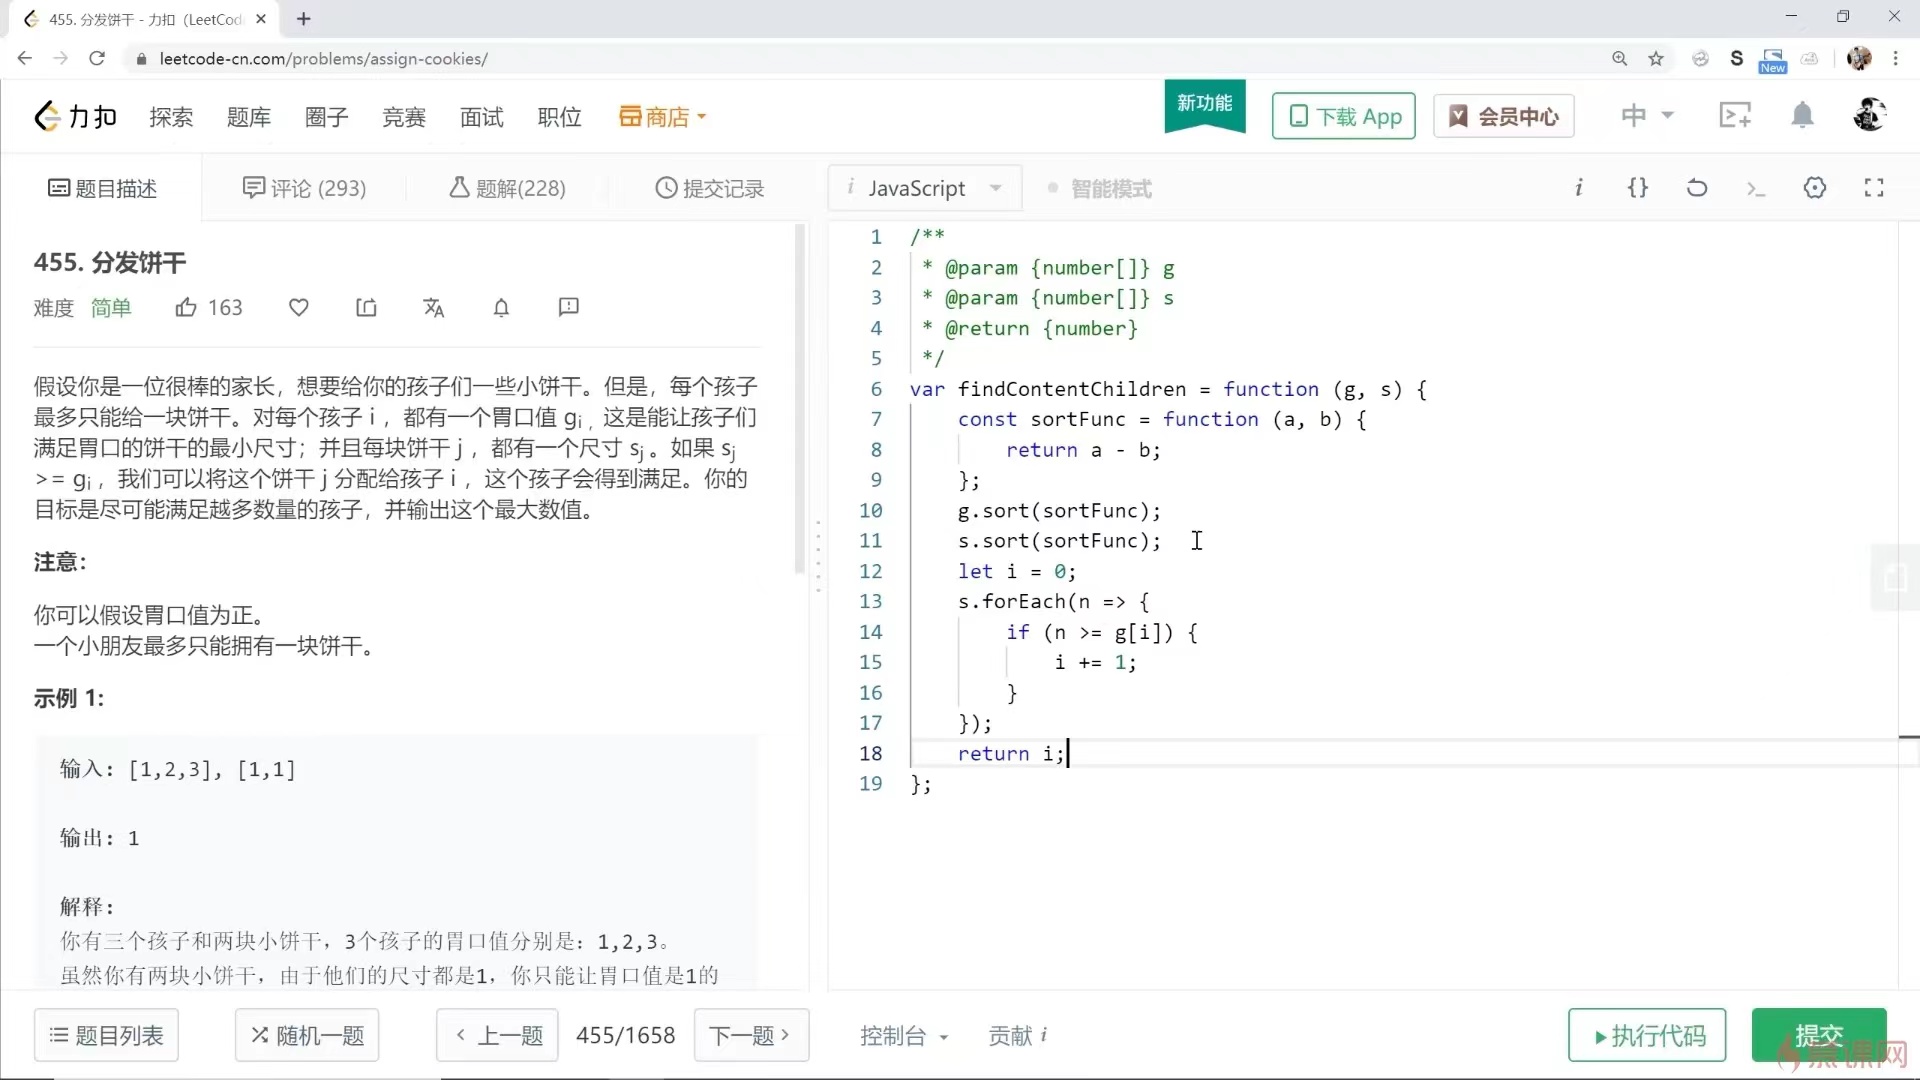 455. 分发饼干 - 力扣 (LeetCod
leetcode-cn.com/problems/assign-cookies/
New
力扣 探索 题库 圈子 竞赛 面试 职位 商店 新功能 下载 App 会员中心 中
题目描述 评论 (293) 题解(228) 提交记录
i JavaScript 智能模式 i {} >_
455. 分发饼干
难度 简单 163
假设你是一位很棒的家长，想要给你的孩子们一些小饼干。但是，每个孩子
最多只能给一块饼干。对每个孩子 i ，都有一个胃口值 gi，这是能让孩子们
满足胃口的饼干的最小尺寸；并且每块饼干 j ，都有一个尺寸 sj 。如果 sj
>= gi ，我们可以将这个饼干 j 分配给孩子 i ，这个孩子会得到满足。你的
目标是尽可能满足越多数量的孩子，并输出这个最大数值。
注意：
你可以假设胃口值为正。
一个小朋友最多只能拥有一块饼干。
示例 1:
输入: [1,2,3], [1,1]
输出: 1
解释:
你有三个孩子和两块小饼干，3个孩子的胃口值分别是：1,2,3。
虽然你有两块小饼干，由于他们的尺寸都是1，你只能让胃口值是1的
1 /**
2 * @param {number[]} g
3 * @param {number[]} s
4 * @return {number}
5 */
6 var findContentChildren = function (g, s) {
7 const sortFunc = function (a, b) {
8 return a - b;
9 };
10 g.sort(sortFunc);
11 s.sort(sortFunc);
12 let i = 0;
13 s.forEach(n => {
14 if (n >= g[i]) {
15 i += 1;
16 }
17 });
18 return i;
19 };
题目列表 随机一题 < 上一题 455/1658 下一题 > 控制台 贡献 i 执行代码 提交
慕课网